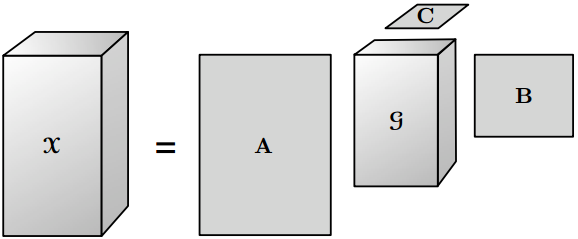 C
𝒳 = A 𝒢 B